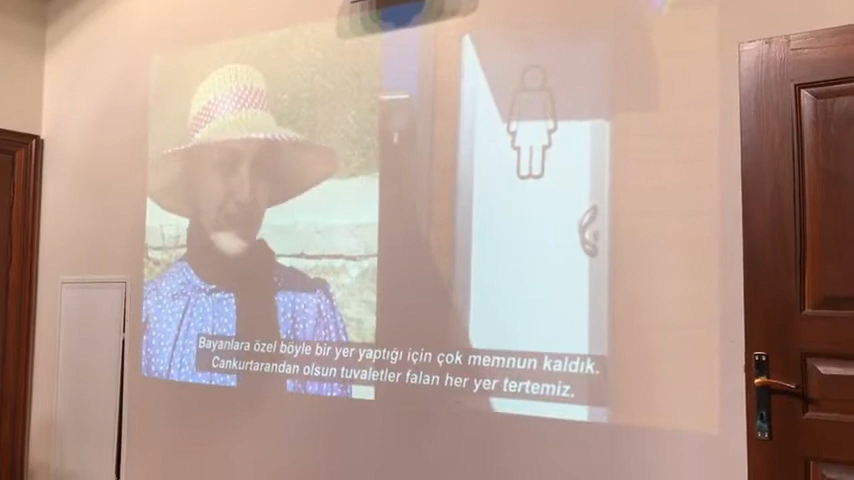 Bayanlara özel böyle bir yer yaptığı için çok memnun kaldık.
Cankurtarandan olsun tuvaletler falan her yer tertemiz.